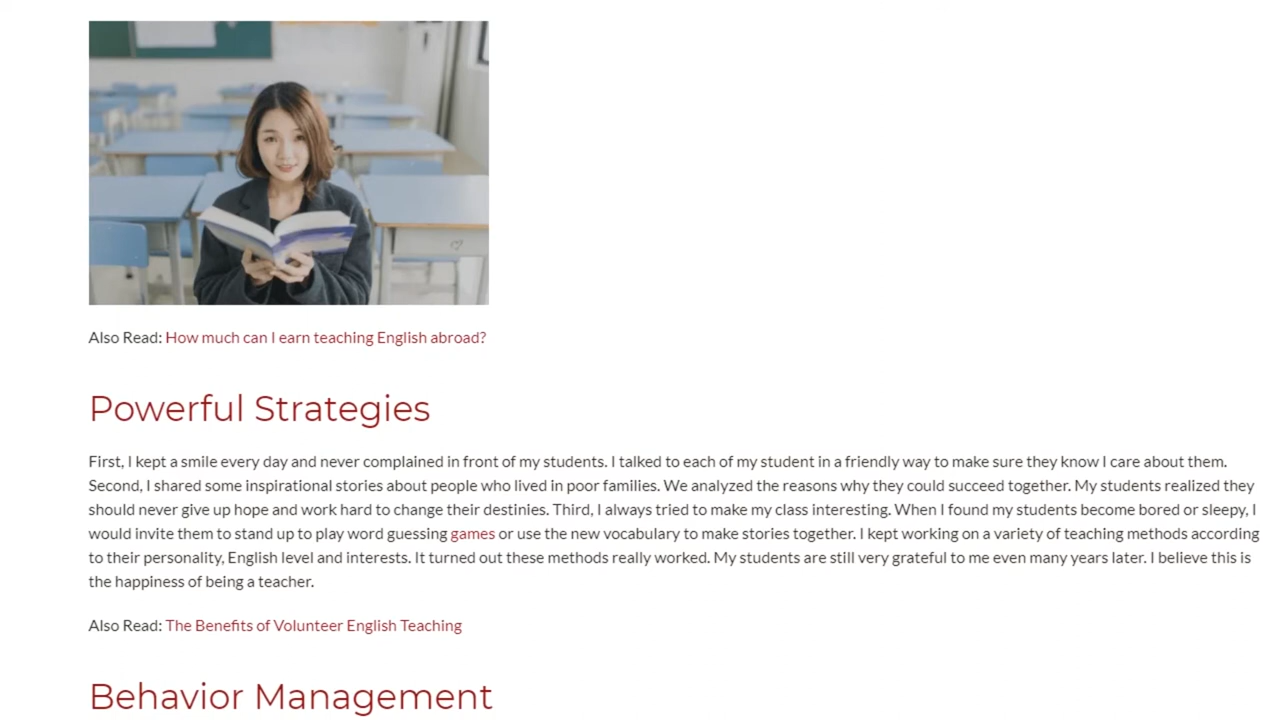 Also Read: How much can I earn teaching English abroad?
Powerful Strategies
First, I kept a smile every day and never complained in front of my students. I talked to each of my student in a friendly way to make sure they know I care about them.
Second, I shared some inspirational stories about people who lived in poor families. We analyzed the reasons why they could succeed together. My students realized they
should never give up hope and work hard to change their destinies. Third, I always tried to make my class interesting. When I found my students become bored or sleepy, I
would invite them to stand up to play word guessing games or use the new vocabulary to make stories together. I kept working on a variety of teaching methods according
to their personality, English level and interests. It turned out these methods really worked. My students are still very grateful to me even many years later. I believe this is
the happiness of being a teacher.
Also Read: The Benefits of Volunteer English Teaching
Behavior Management